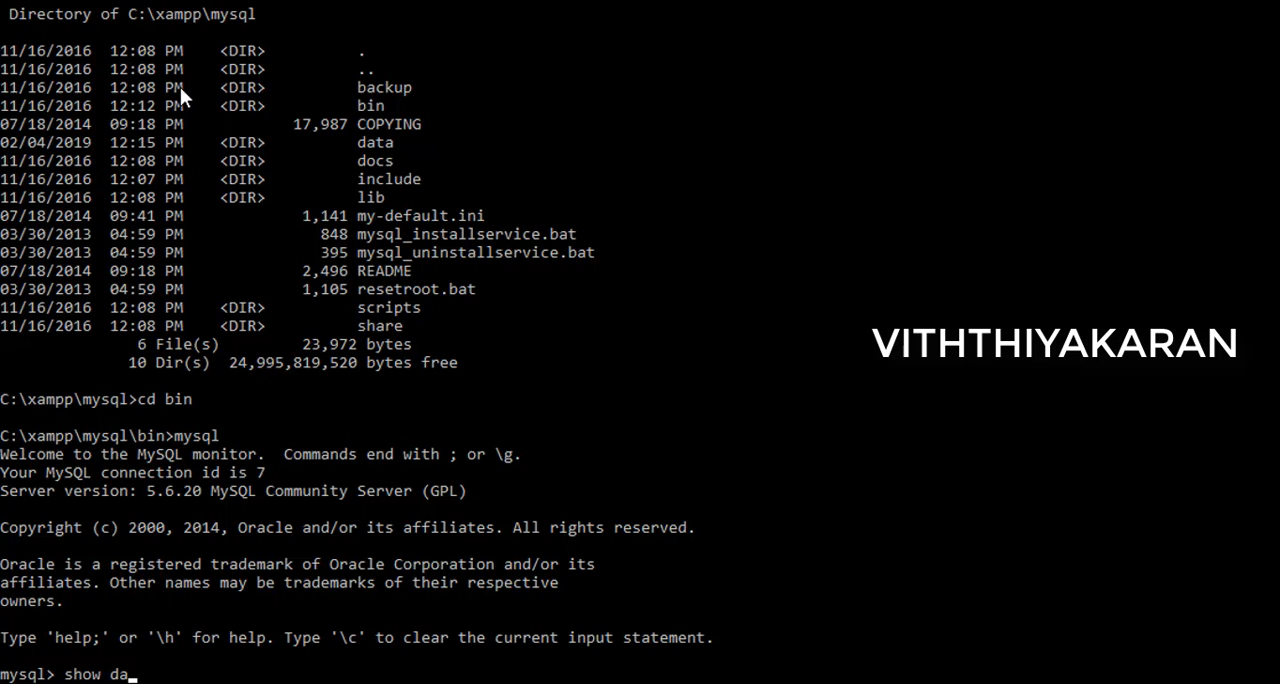 Directory of C:\xampp\mysql
11/16/2016  12:08 PM    <DIR>          .
11/16/2016  12:08 PM    <DIR>          ..
11/16/2016  12:08 PM    <DIR>          backup
11/16/2016  12:12 PM    <DIR>          bin
07/18/2014  09:18 PM            17,987 COPYING
02/04/2019  12:15 PM    <DIR>          data
11/16/2016  12:08 PM    <DIR>          docs
11/16/2016  12:07 PM    <DIR>          include
11/16/2016  12:08 PM    <DIR>          lib
07/18/2014  09:41 PM             1,141 my-default.ini
03/30/2013  04:59 PM               848 mysql_installservice.bat
03/30/2013  04:59 PM               395 mysql_uninstallservice.bat
07/18/2014  09:18 PM             2,496 README
03/30/2013  04:59 PM             1,105 resetroot.bat
11/16/2016  12:08 PM    <DIR>          scripts
11/16/2016  12:08 PM    <DIR>          share
6 File(s)         23,972 bytes
10 Dir(s)  24,995,819,520 bytes free
VITHTHIYAKARAN
C:\xampp\mysql>cd bin
C:\xampp\mysql\bin>mysql
Welcome to the MySQL monitor.  Commands end with ; or \g.
Your MySQL connection id is 7
Server version: 5.6.20 MySQL Community Server (GPL)
Copyright (c) 2000, 2014, Oracle and/or its affiliates. All rights reserved.
Oracle is a registered trademark of Oracle Corporation and/or its
affiliates. Other names may be trademarks of their respective
owners.
Type 'help;' or '\h' for help. Type '\c' to clear the current input statement.
mysql> show da_